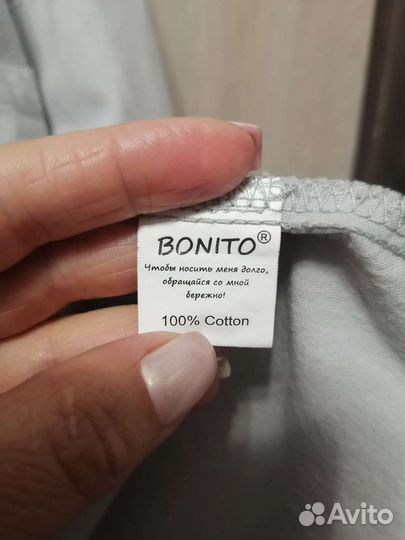 BONITO®
Чтобы носить меня долго,
обращайся со мной
бережно!
100% Cotton
Avito